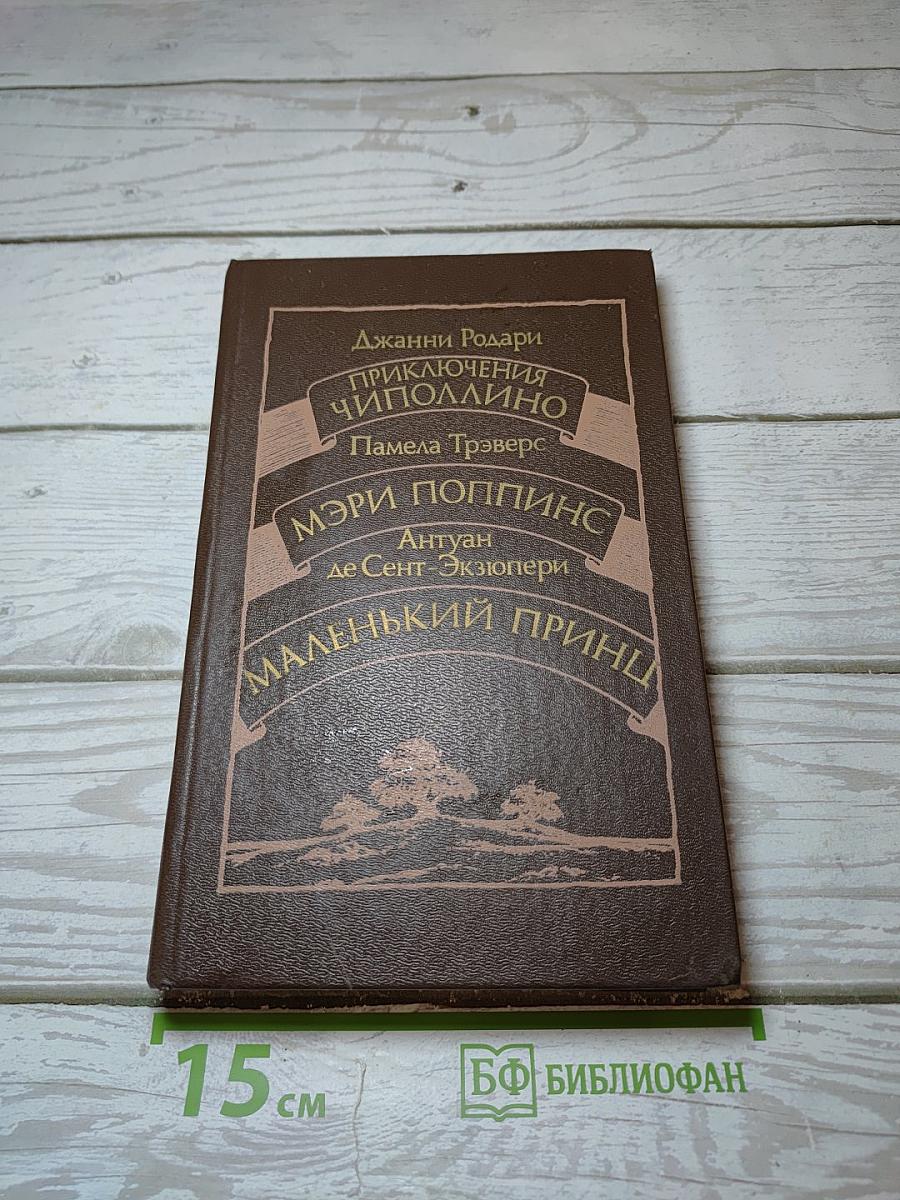 Джанни Родари
ПРИКЛЮЧЕНИЯ
ЧИПОЛЛИНО
Памела Трэверс
МЭРИ ПОППИНС
Антуан
де Сент-Экзюпери
МАЛЕНЬКИЙ ПРИНЦ
15 см
БФ БИБЛИОФАН